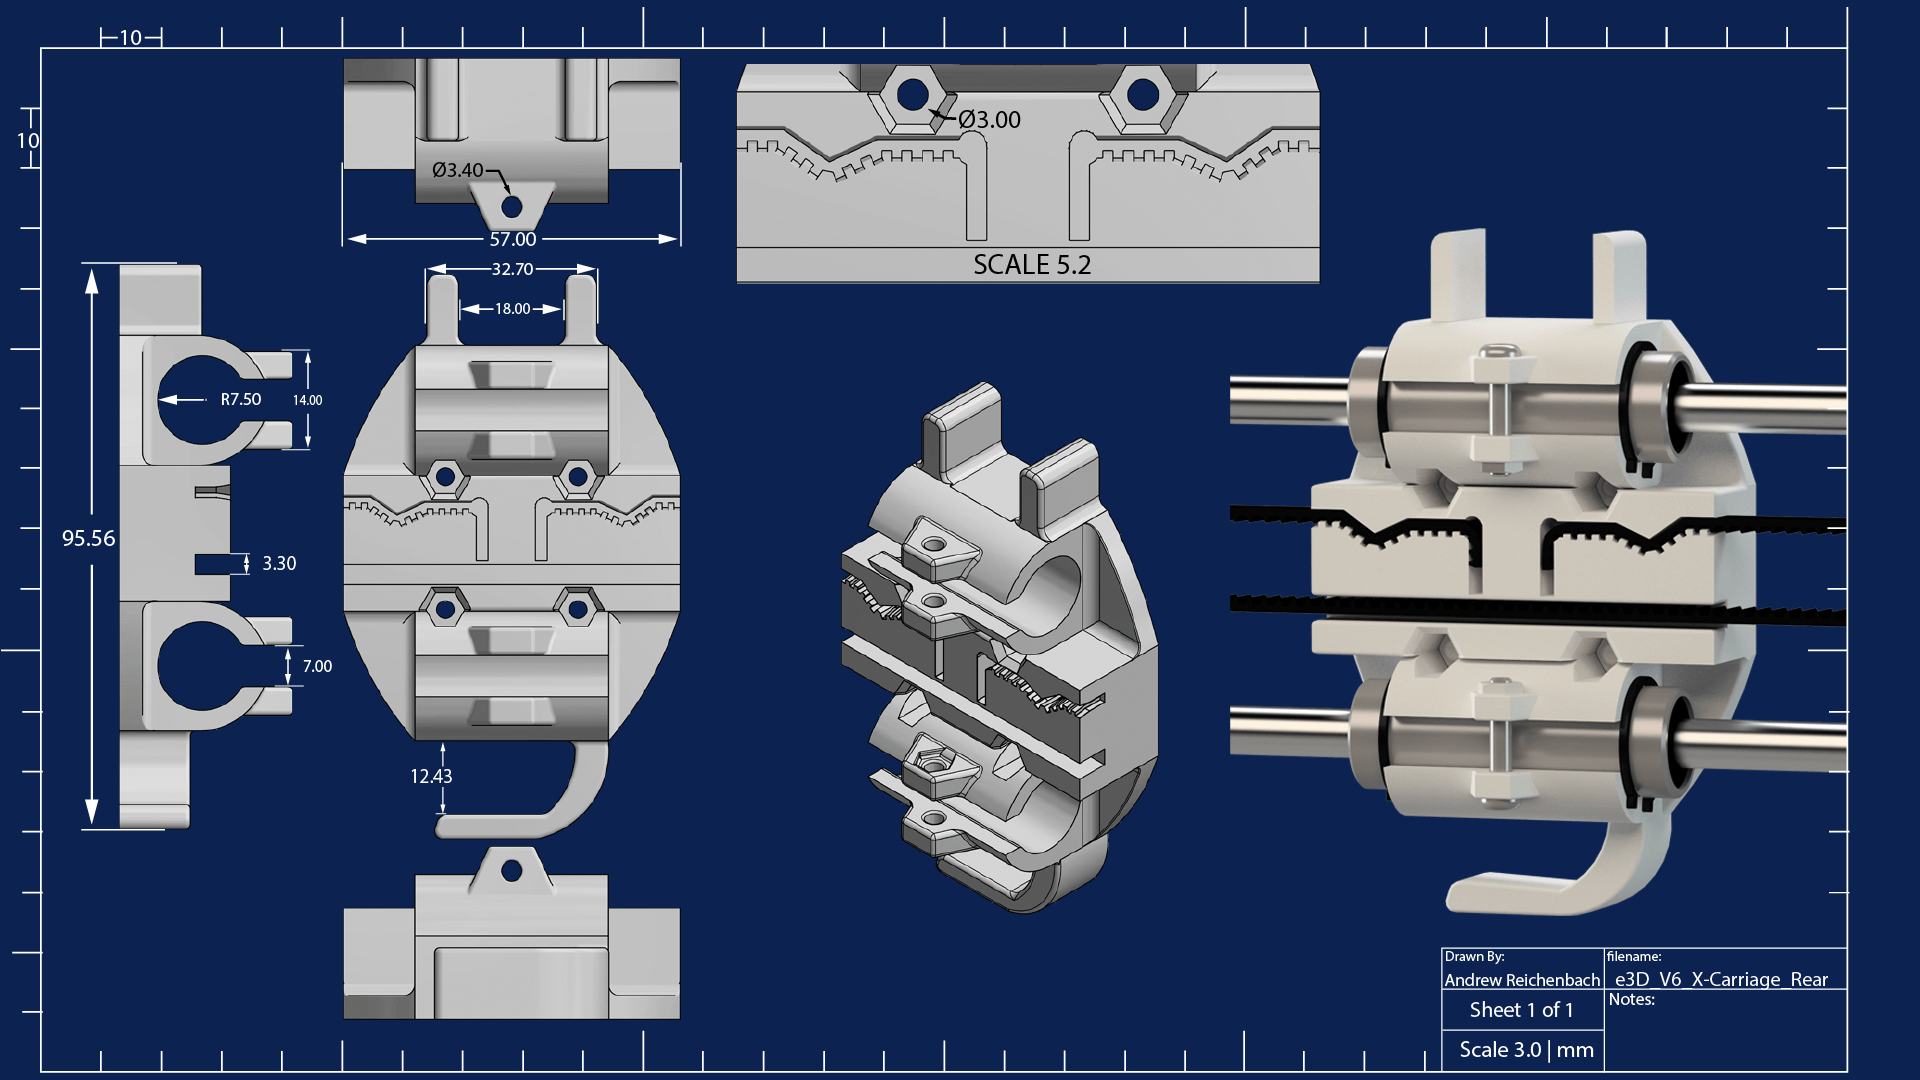 10
10
Ø3.40
57.00
Ø3.00
SCALE 5.2
32.70
18.00
R7.50
14.00
95.56
3.30
7.00
12.43
Drawn By:
Andrew Reichenbach
filename:
e3D_V6_X-Carriage_Rear
Sheet 1 of 1
Notes:
Scale 3.0 | mm